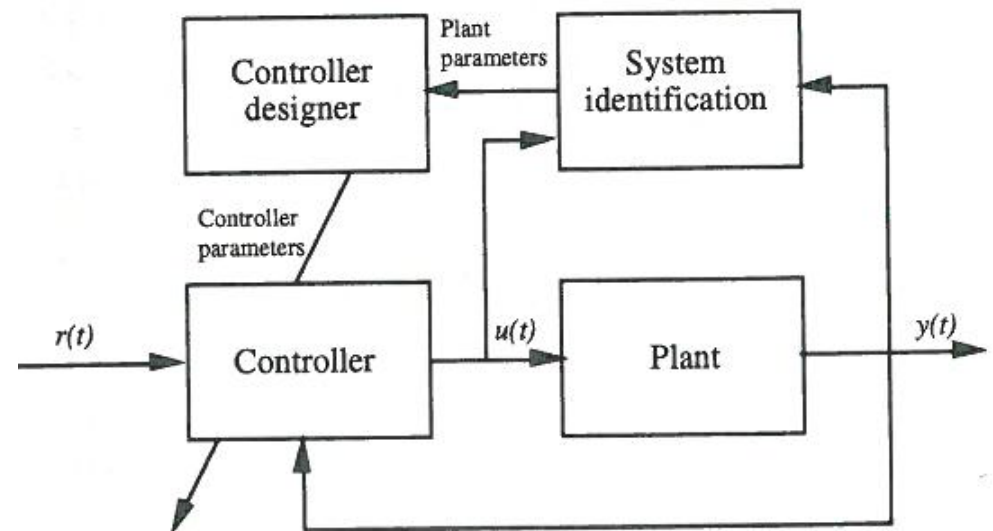 Controller
designer
Plant
parameters
System
identification
Controller
parameters
r(t)
Controller
u(t)
Plant
y(t)